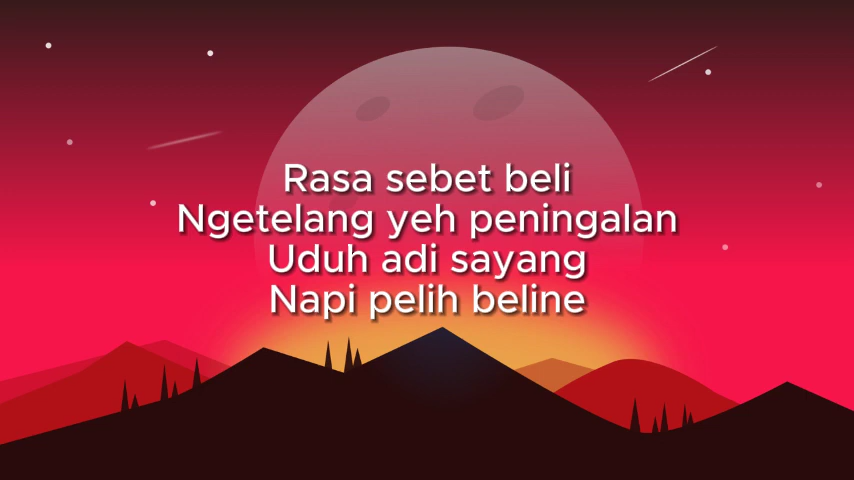 Rasa sebet beli
Ngetelang yeh peningalan
Uduh adi sayang
Napi pelih beline